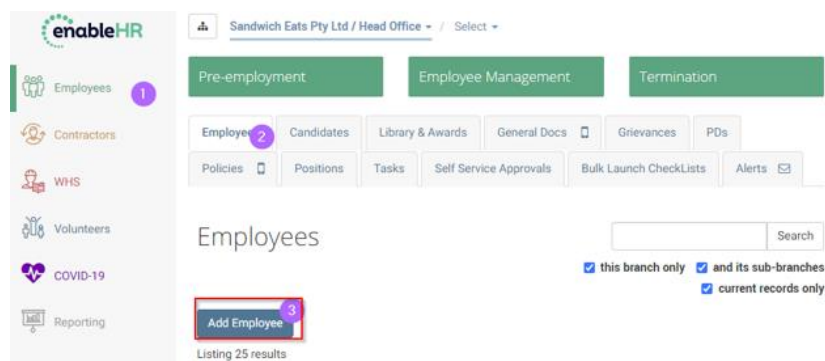 enableHR
Sandwich Eats Pty Ltd / Head Office / Select
Employees 1
Contractors
WHS
Volunteers
COVID-19
Reporting
Pre-employment Employee Management Termination
Employee 2 Candidates Library & Awards General Docs Grievances PDs
Policies Positions Tasks Self Service Approvals Bulk Launch CheckLists Alerts
Employees
Search
this branch only and its sub-branches
current records only
Add Employee 3
Listing 25 results